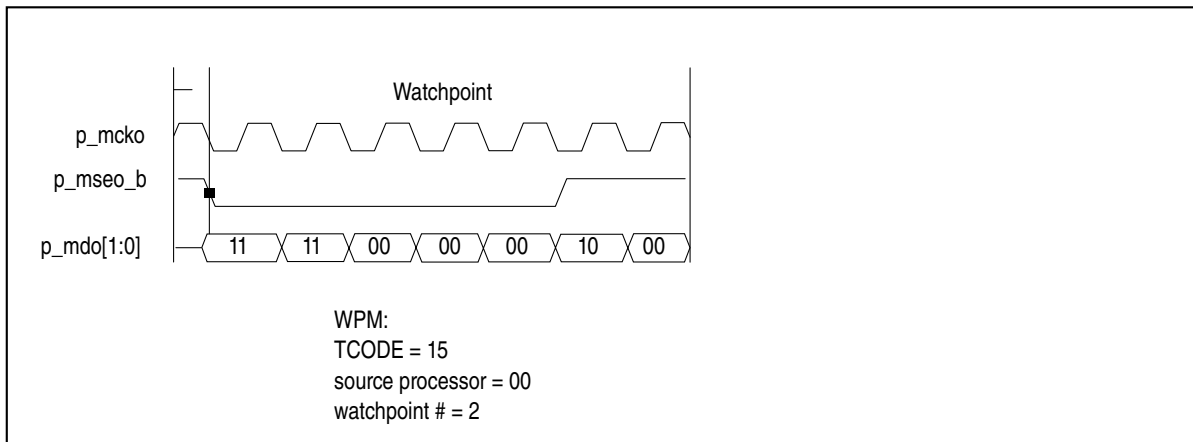 Watchpoint
p_mcko
p_mseo_b
p_mdo[1:0] 11 11 00 00 00 10 00
WPM:
TCODE = 15
source processor = 00
watchpoint # = 2